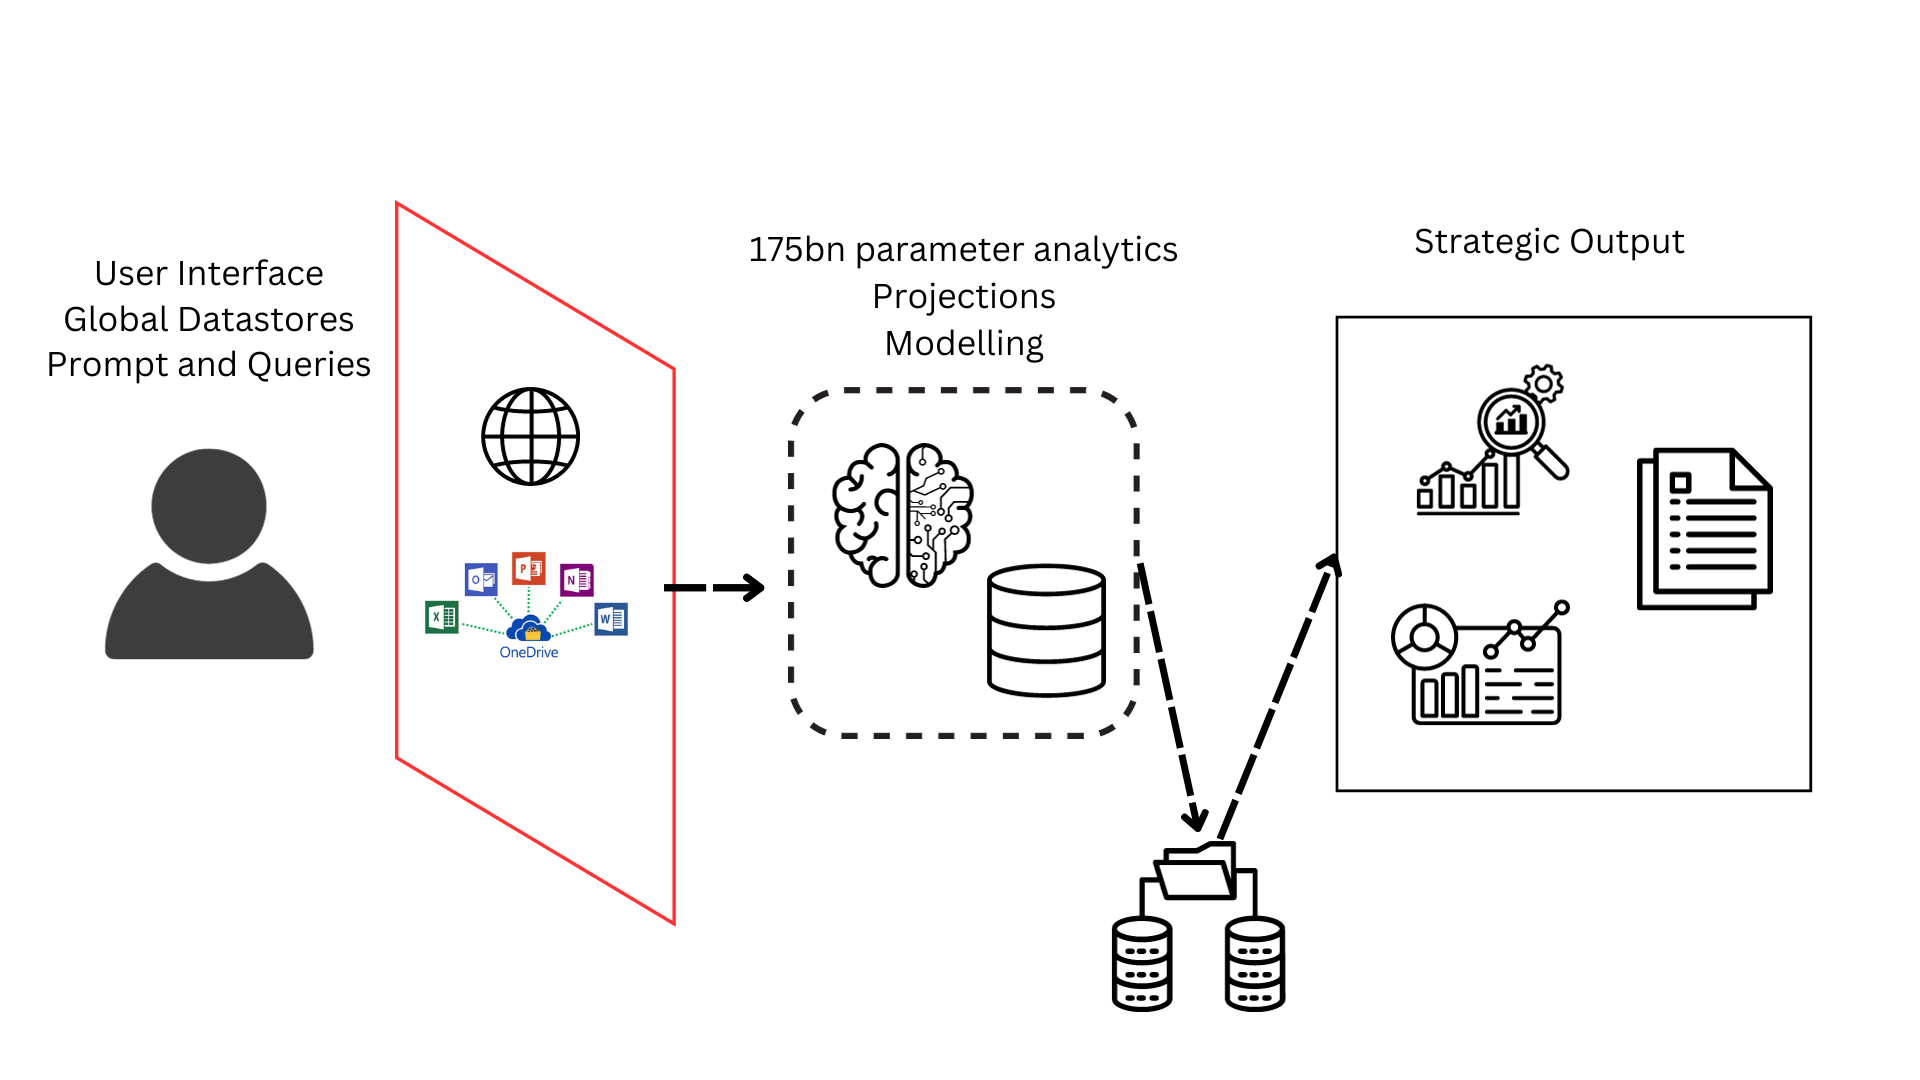 User Interface
Global Datastores
Prompt and Queries
175bn parameter analytics
Projections
Modelling
Strategic Output
X
O
P
N
W
OneDrive